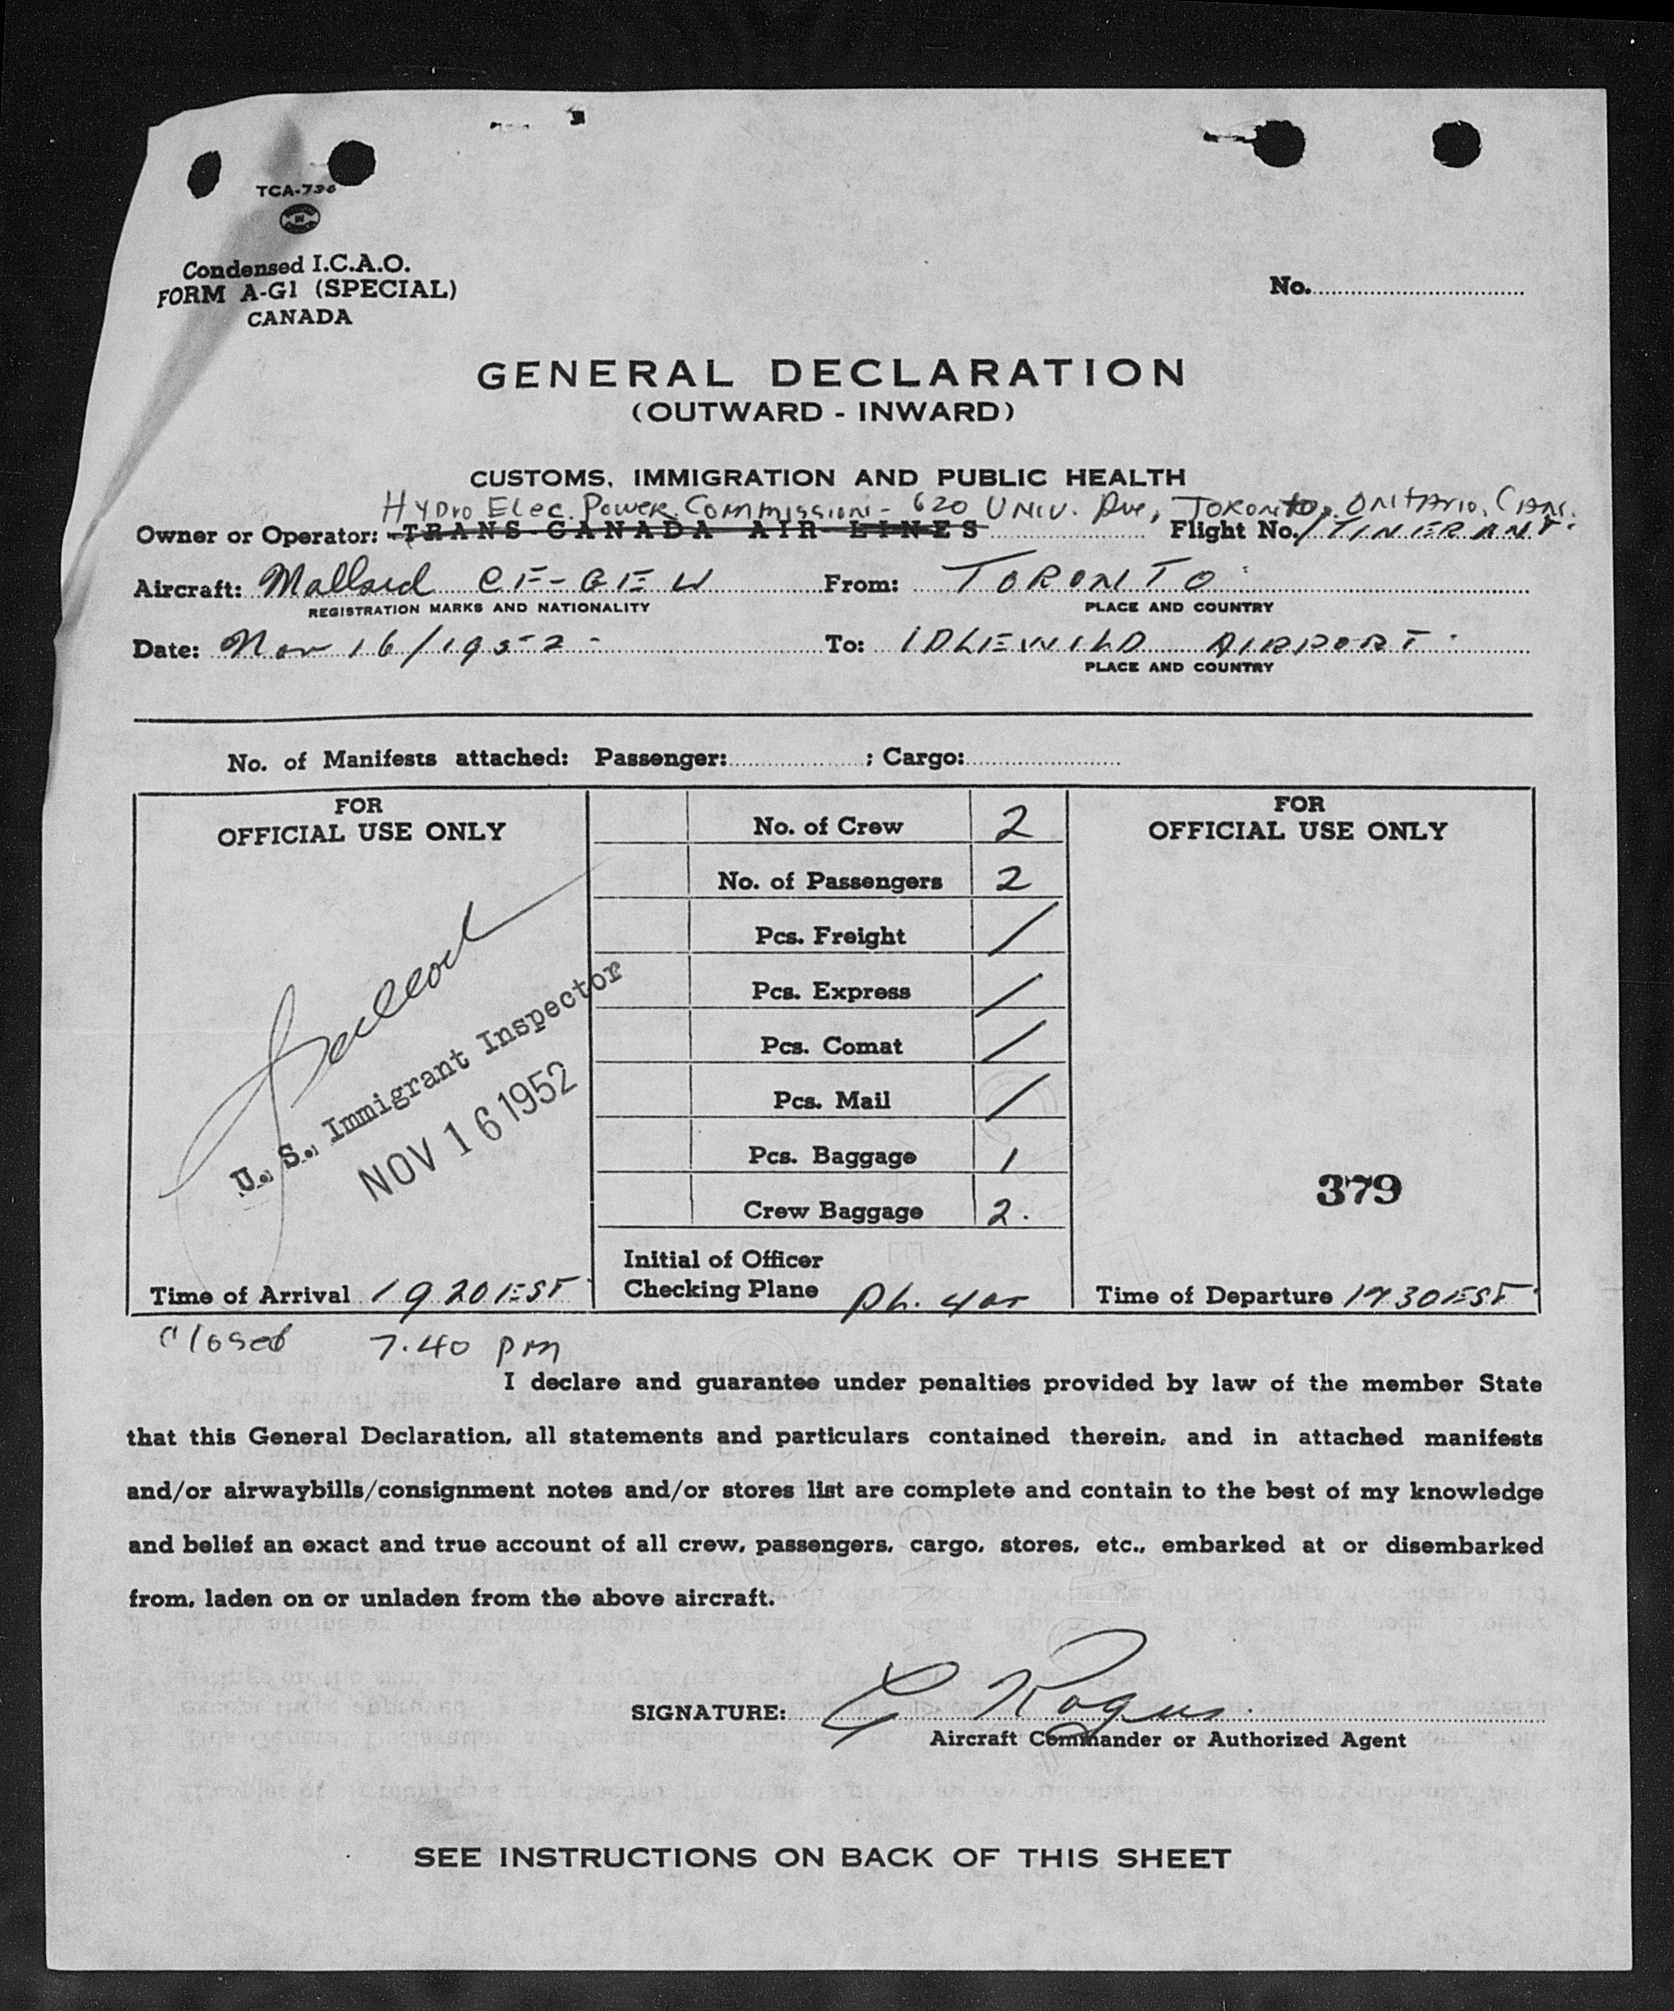 TCA-736
Condensed I.C.A.O.
FORM A-G1 (SPECIAL)
CANADA
No.
GENERAL DECLARATION
(OUTWARD - INWARD)
CUSTOMS, IMMIGRATION AND PUBLIC HEALTH
Hydro Elec. Power. Commission - 620 Univ. Ave, Toronto, Ontario, Can.
Owner or Operator: TRANS-CANADA AIR LINES Flight No. ITINERANT
Aircraft: Mallard CF-GEW From: TORONTO
REGISTRATION MARKS AND NATIONALITY PLACE AND COUNTRY
Date: Nov 16/1952 - To: IDLEWILD AIRPORT
PLACE AND COUNTRY
No. of Manifests attached: Passenger: ; Cargo:
FOR
OFFICIAL USE ONLY
U. S. Immigrant Inspector
NOV 16 1952
Time of Arrival 1920 EST
No. of Crew 2
No. of Passengers 2
Pcs. Freight /
Pcs. Express /
Pcs. Comat /
Pcs. Mail /
Pcs. Baggage 1
Crew Baggage 2.
Initial of Officer
Checking Plane
FOR
OFFICIAL USE ONLY
379
Time of Departure
Closed 7.40 pm
I declare and guarantee under penalties provided by law of the member State
that this General Declaration, all statements and particulars contained therein, and in attached manifests
and/or airwaybills/consignment notes and/or stores list are complete and contain to the best of my knowledge
and belief an exact and true account of all crew, passengers, cargo, stores, etc., embarked at or disembarked
from, laden on or unladen from the above aircraft.
SIGNATURE: Rogers
Aircraft Commander or Authorized Agent
SEE INSTRUCTIONS ON BACK OF THIS SHEET